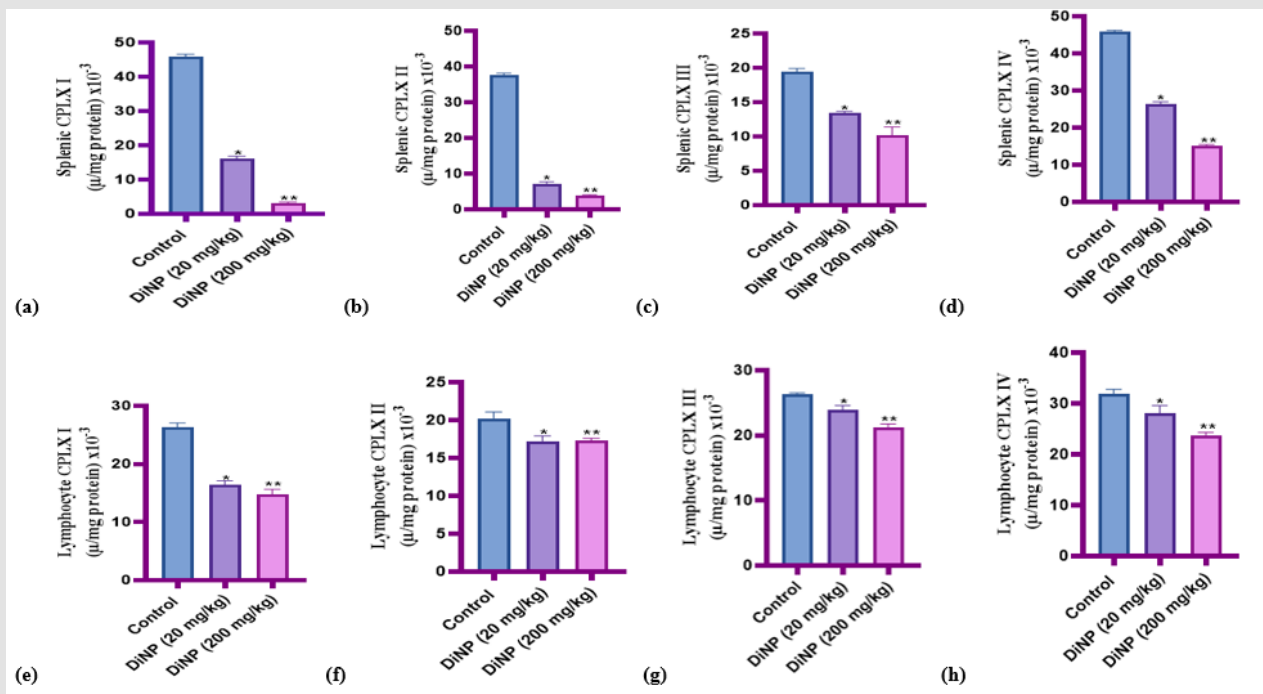 Splenic CPLX I
(μ/mg protein) x10⁻³
50
40
30
20
10
0
*
**
Control
DiNP (20 mg/kg)
DiNP (200 mg/kg)
(a)
Splenic CPLX II
(μ/mg protein) x10⁻³
50
40
30
20
10
0
*
**
Control
DiNP (20 mg/kg)
DiNP (200 mg/kg)
(b)
Splenic CPLX III
(μ/mg protein) x10⁻³
25
20
15
10
5
0
*
**
Control
DiNP (20 mg/kg)
DiNP (200 mg/kg)
(c)
Splenic CPLX IV
(μ/mg protein) x10⁻³
50
40
30
20
10
0
*
**
Control
DiNP (20 mg/kg)
DiNP (200 mg/kg)
(d)
Lymphocyte CPLX I
(μ/mg protein) x10⁻³
30
20
10
0
*
**
Control
DiNP (20 mg/kg)
DiNP (200 mg/kg)
(e)
Lymphocyte CPLX II
(μ/mg protein) x10⁻³
25
20
15
10
5
0
*
**
Control
DiNP (20 mg/kg)
DiNP (200 mg/kg)
(f)
Lymphocyte CPLX III
(μ/mg protein) x10⁻³
30
20
10
0
*
**
Control
DiNP (20 mg/kg)
DiNP (200 mg/kg)
(g)
Lymphocyte CPLX IV
(μ/mg protein) x10⁻³
40
30
20
10
0
*
**
Control
DiNP (20 mg/kg)
DiNP (200 mg/kg)
(h)